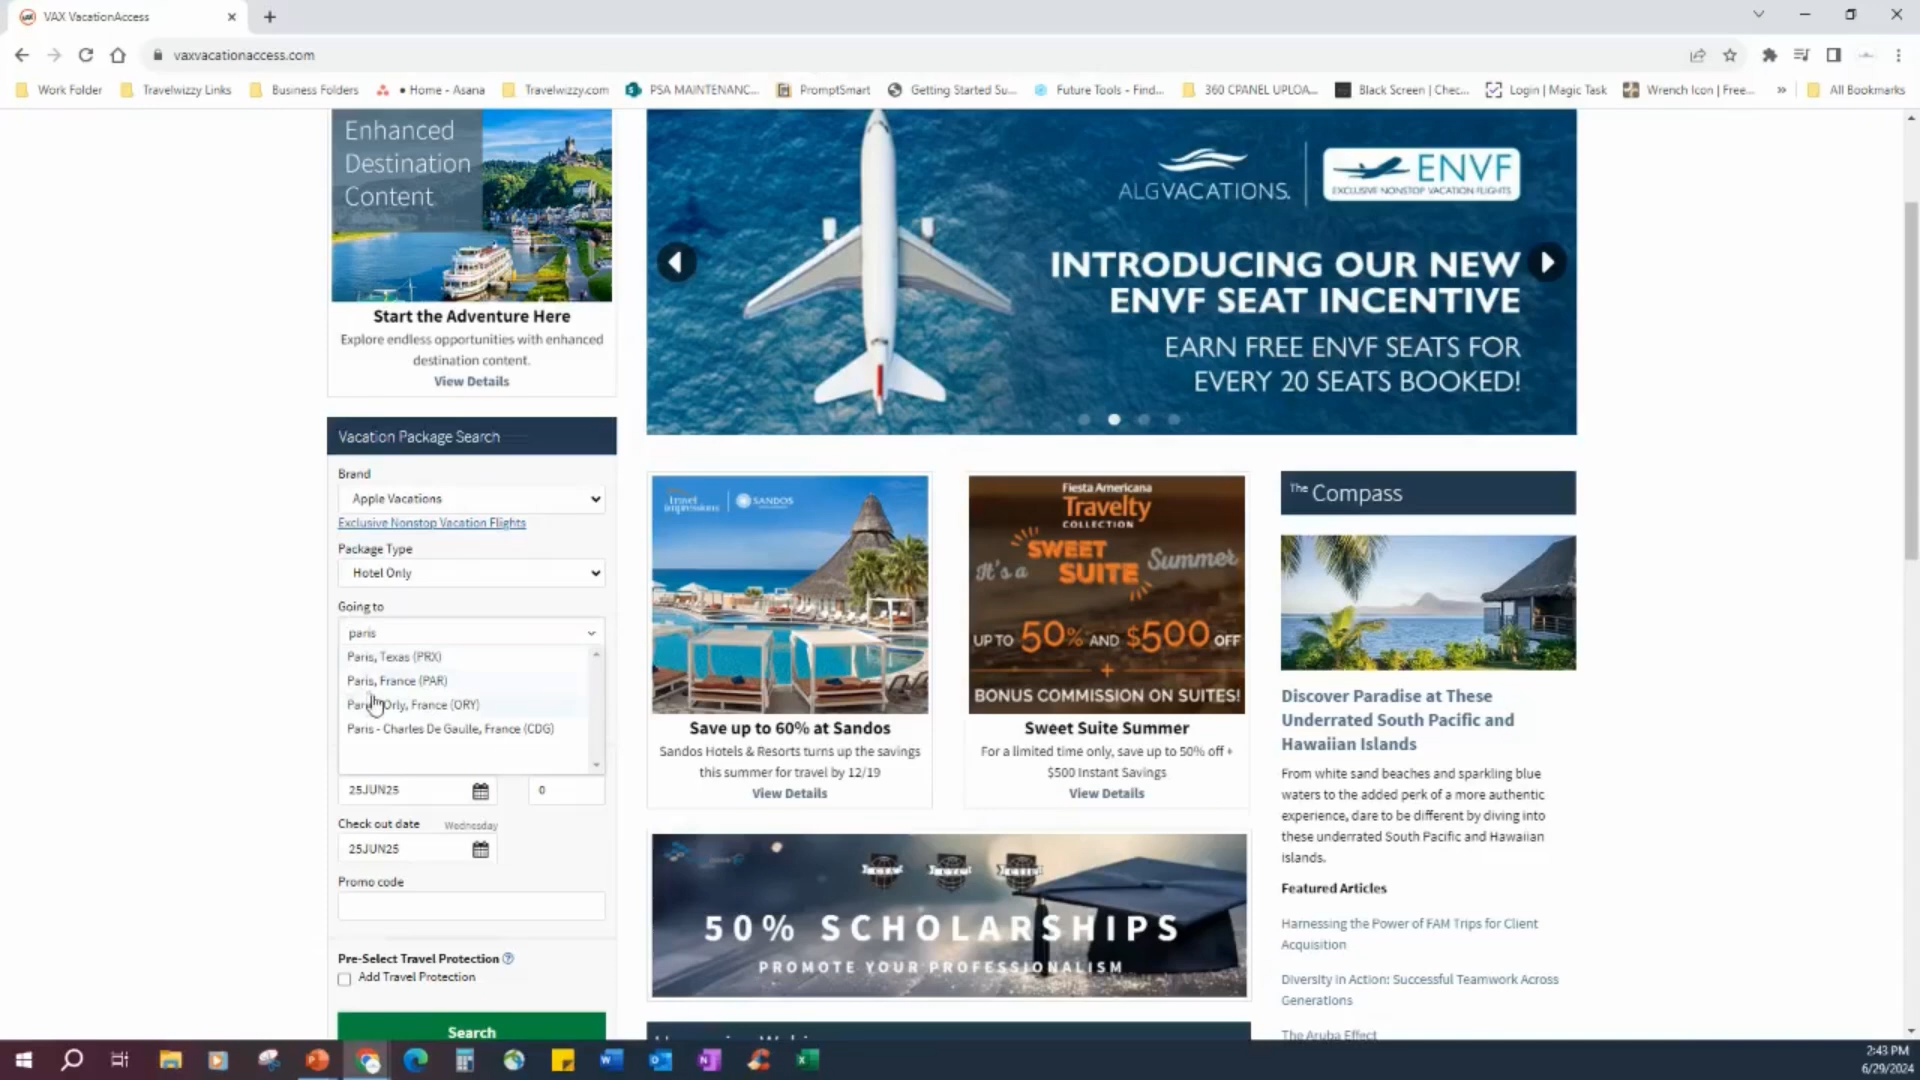 VAX VacationAccess
vaxvacationaccess.com
Work Folder
Travelwizzy Links
Business Folders
• Home - Asana
Travelwizzy.com
PSA MAINTENANC...
PromptSmart
Getting Started Su...
Future Tools - Find...
360 CPANEL UPLOA...
Black Screen | Chec...
Login | Magic Task
Wrench Icon | Free...
»
All Bookmarks
Enhanced
Destination
Content
Start the Adventure Here
Explore endless opportunities with enhanced
destination content.
View Details
ALGVACATIONS.
ENVF
EXCLUSIVE NONSTOP VACATION FLIGHTS
INTRODUCING OUR NEW
ENVF SEAT INCENTIVE
EARN FREE ENVF SEATS FOR
EVERY 20 SEATS BOOKED!
Vacation Package Search
Brand
Apple Vacations
Exclusive Nonstop Vacation Flights
Package Type
Hotel Only
Going to
paris
Paris, Texas (PRX)
Paris, France (PAR)
Orly, France (ORY)
Paris - Charles De Gaulle, France (CDG)
25JUN25
0
Check out date Wednesday
25JUN25
Promo code
Pre-Select Travel Protection
Add Travel Protection
Search
travel
impressions
SANDOS
Save up to 60% at Sandos
Sandos Hotels & Resorts turns up the savings
this summer for travel by 12/19
View Details
Fiesta Americana
Travelty
COLLECTION
It's a SWEET SUITE Summer
UP TO 50% AND $500 OFF
+
BONUS COMMISSION ON SUITES!
Sweet Suite Summer
For a limited time only, save up to 50% off +
$500 Instant Savings
View Details
50% SCHOLARSHIPS
PROMOTE YOUR PROFESSIONALISM
The Compass
Discover Paradise at These
Underrated South Pacific and
Hawaiian Islands
From white sand beaches and sparkling blue
waters to the added perk of a more authentic
experience, dare to be different by diving into
these underrated South Pacific and Hawaiian
islands.
Featured Articles
Harnessing the Power of FAM Trips for Client
Acquisition
Diversity in Action: Successful Teamwork Across
Generations
The Aruba Effect
2:43 PM
6/29/2024